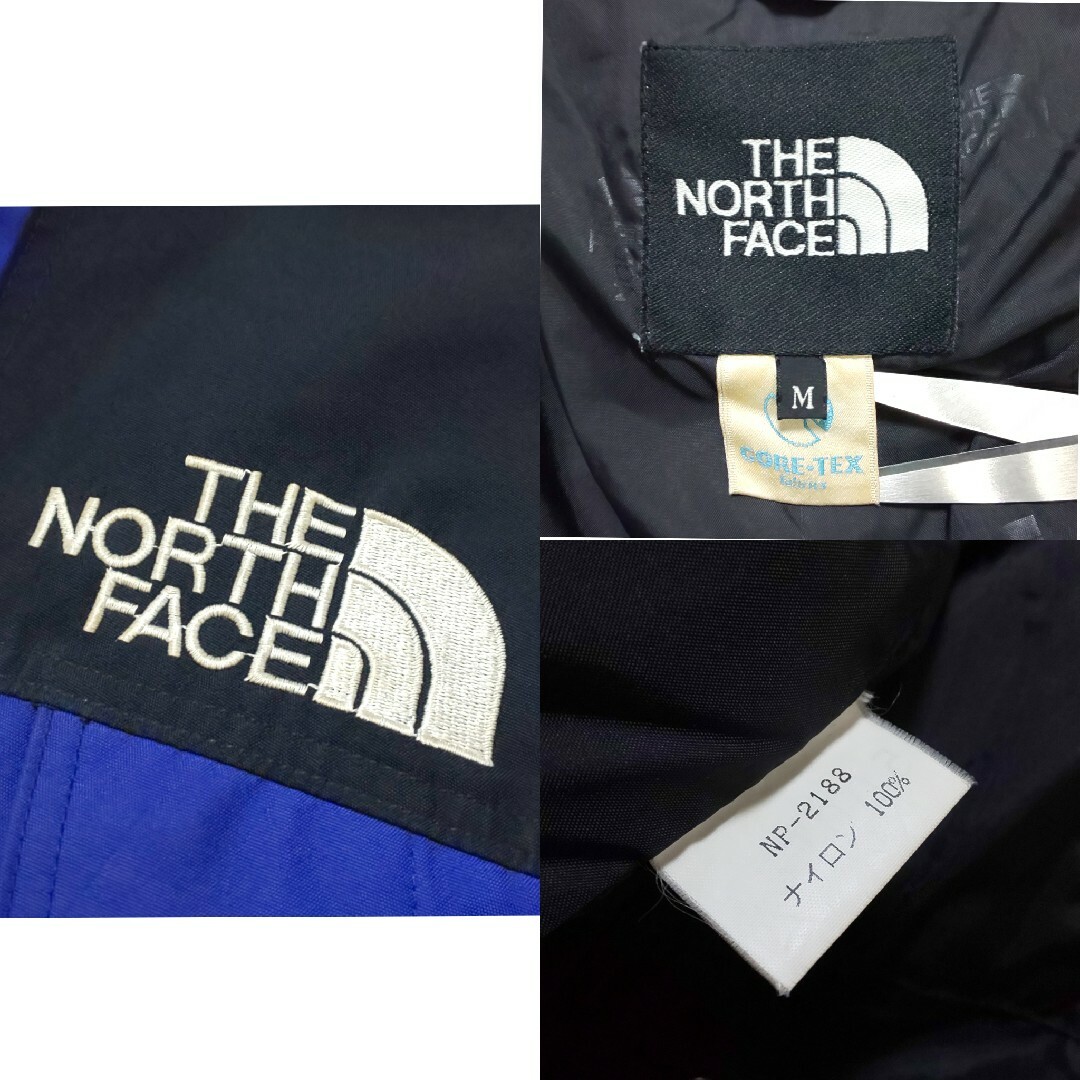 THE
NORTH
FACE
THE
NORTH
FACE
M
GORE-TEX
fabrics
NP-2188
ナイロン 100%